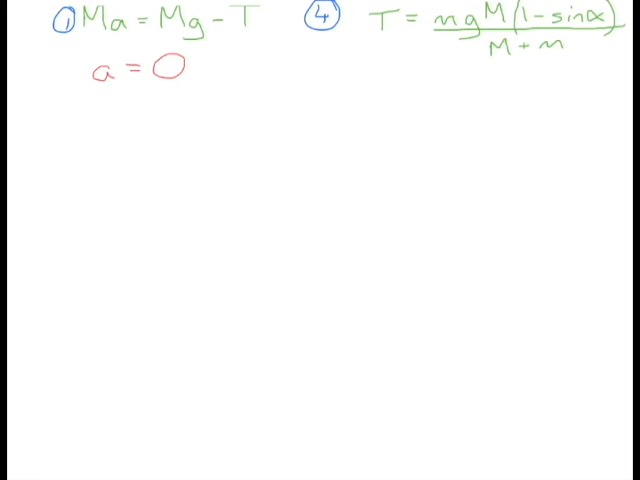 ① Ma = Mg - T ④ T = mgM(1 - sinα) / M + m
a = 0